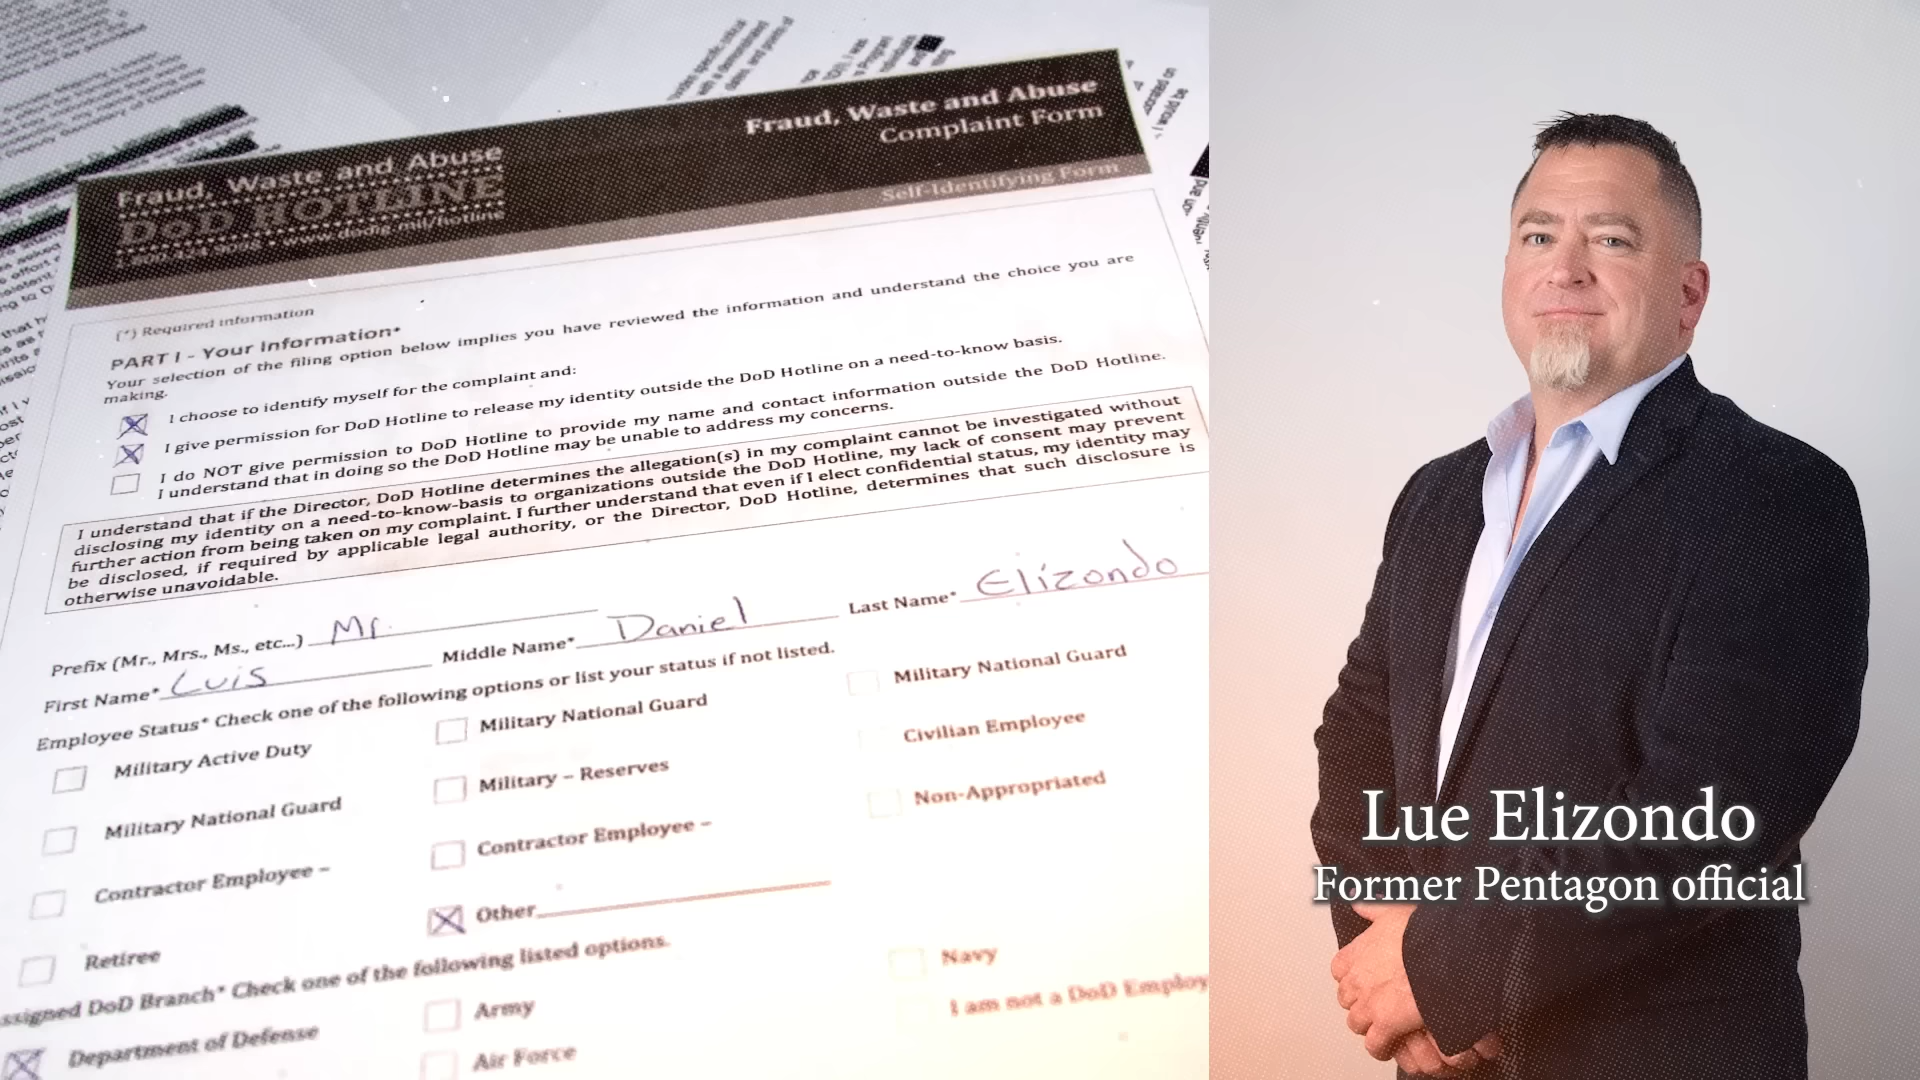 Fraud, Waste and Abuse
DoD HOTLINE
www.dodig.mil/hotline
Fraud, Waste and Abuse
Complaint Form
Self-Identifying Form
(*) Required information
PART I - Your Information*
Your selection of the filing option below implies you have reviewed the information and understand the choice you are
making.
I choose to identify myself for the complaint and:
I give permission for DoD Hotline to release my identity outside the DoD Hotline on a need-to-know basis.
I do NOT give permission to DoD Hotline to provide my name and contact information outside the DoD Hotline.
I understand that in doing so the DoD Hotline may be unable to address my concerns.
I understand that if the Director, DoD Hotline determines the allegation(s) in my complaint cannot be investigated without
disclosing my identity on a need-to-know-basis to organizations outside the DoD Hotline, my lack of consent may prevent
further action from being taken on my complaint. I further understand that even if I elect confidential status, my identity may
be disclosed, if required by applicable legal authority, or the Director, DoD Hotline, determines that such disclosure is
otherwise unavoidable.
Prefix (Mr., Mrs., Ms., etc...) Mr.
First Name* Luis Middle Name* Daniel Last Name* Elizondo
Employee Status* Check one of the following options or list your status if not listed.
Military Active Duty Military National Guard Military National Guard
Military National Guard Military – Reserves Civilian Employee
Contractor Employee – Contractor Employee – Non-Appropriated
Retiree Other
ssigned DoD Branch* Check one of the following listed options.
Department of Defense Army Navy
Air Force I am not a DoD Employ
Lue Elizondo
Former Pentagon official